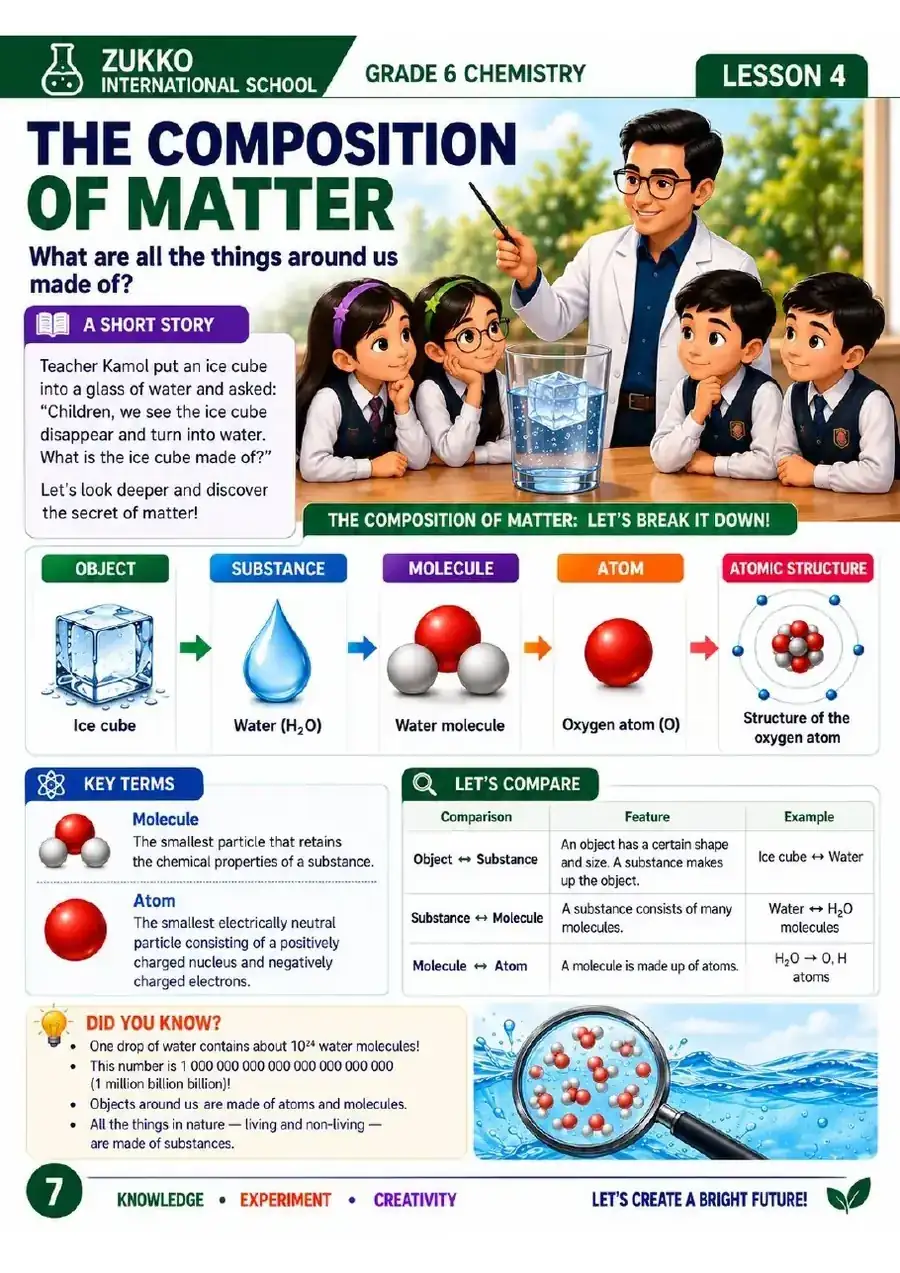 ZUKKO
INTERNATIONAL SCHOOL
GRADE 6 CHEMISTRY
LESSON 4
THE COMPOSITION
OF MATTER
What are all the things around us
made of?
A SHORT STORY
Teacher Kamol put an ice cube
into a glass of water and asked:
“Children, we see the ice cube
disappear and turn into water.
What is the ice cube made of?”
Let’s look deeper and discover
the secret of matter!
THE COMPOSITION OF MATTER: LET’S BREAK IT DOWN!
OBJECT
SUBSTANCE
MOLECULE
ATOM
ATOMIC STRUCTURE
Ice cube
Water (H₂O)
Water molecule
Oxygen atom (O)
Structure of the
oxygen atom
KEY TERMS
Molecule
The smallest particle that retains
the chemical properties of a substance.
Atom
The smallest electrically neutral
particle consisting of a positively
charged nucleus and negatively
charged electrons.
LET’S COMPARE
Comparison
Feature
Example
Object ↔ Substance
An object has a certain shape
and size. A substance makes
up the object.
Ice cube ↔ Water
Substance ↔ Molecule
A substance consists of many
molecules.
Water ↔ H₂O
molecules
Molecule ↔ Atom
A molecule is made up of atoms.
H₂O → O, H
atoms
DID YOU KNOW?
• One drop of water contains about 10²⁴ water molecules!
• This number is 1 000 000 000 000 000 000 000 000
(1 million billion billion)!
• Objects around us are made of atoms and molecules.
• All the things in nature — living and non-living —
are made of substances.
7
KNOWLEDGE • EXPERIMENT • CREATIVITY
LET’S CREATE A BRIGHT FUTURE!